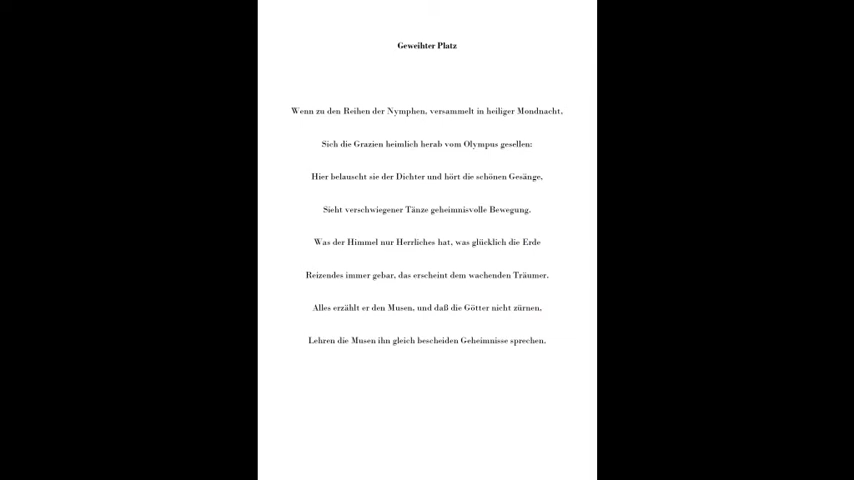 Geweihter Platz
Wenn zu den Reihen der Nymphen, versammelt in heiliger Mondnacht,
Sich die Grazien heimlich herab vom Olympus gesellen:
Hier belauscht sie der Dichter und hört die schönen Gesänge,
Sieht verschwiegener Tänze geheimnisvolle Bewegung.
Was der Himmel nur Herrliches hat, was glücklich die Erde
Reizendes immer gebar, das erscheint dem wachenden Träumer.
Alles erzählt er den Musen, und daß die Götter nicht zürnen,
Lehren die Musen ihn gleich bescheiden Geheimnisse sprechen.